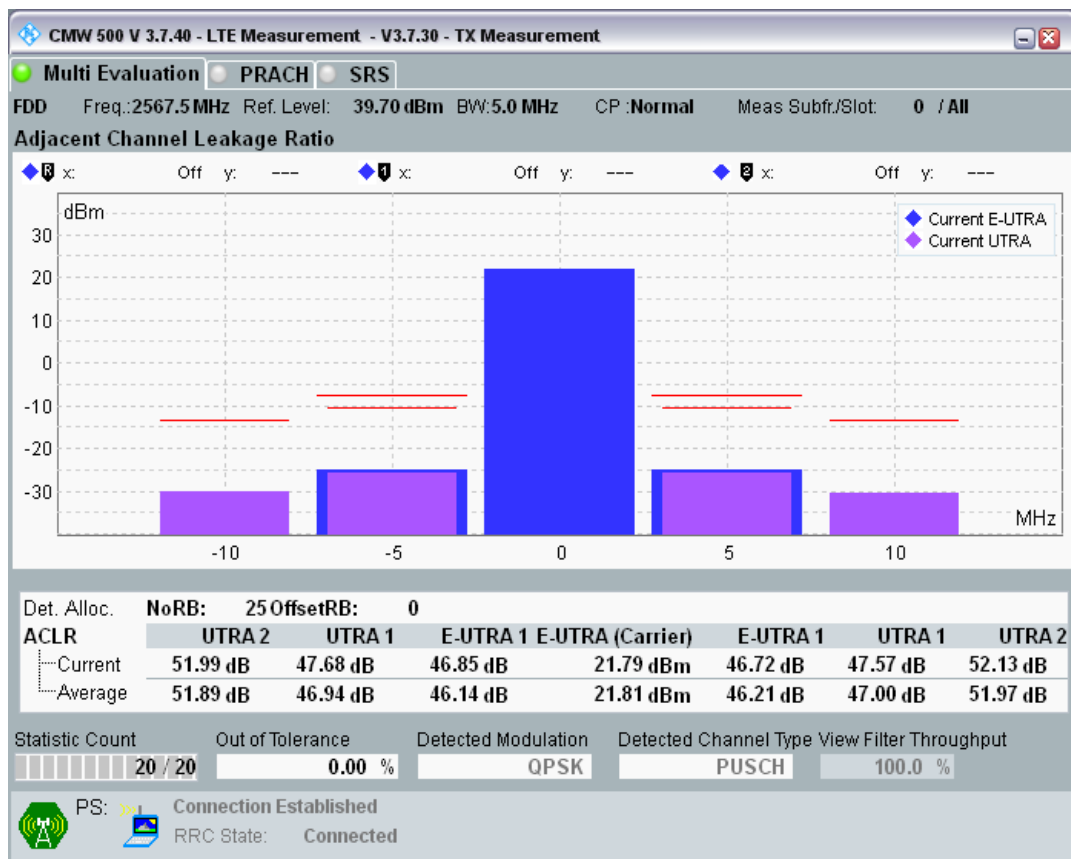 CMW 500 V 3.7.40 - LTE Measurement - V3.7.30 - TX Measurement
Multi Evaluation PRACH SRS
FDD Freq.:2567.5 MHz Ref. Level: 39.70 dBm BW:5.0 MHz CP :Normal Meas Subfr./Slot: 0 / All
Adjacent Channel Leakage Ratio
R x: Off y: --- 1 x: Off y: --- 2 x: Off y: ---
dBm
Current E-UTRA
Current UTRA
30
20
10
0
-10
-20
-30
MHz
-10 -5 0 5 10
Det. Alloc. NoRB: 25 OffsetRB: 0
ACLR UTRA 2 UTRA 1 E-UTRA 1 E-UTRA (Carrier) E-UTRA 1 UTRA 1 UTRA 2
Current 51.99 dB 47.68 dB 46.85 dB 21.79 dBm 46.72 dB 47.57 dB 52.13 dB
Average 51.89 dB 46.94 dB 46.14 dB 21.81 dBm 46.21 dB 47.00 dB 51.97 dB
Statistic Count Out of Tolerance Detected Modulation Detected Channel Type View Filter Throughput
20 / 20 0.00 % QPSK PUSCH 100.0 %
PS: Connection Established
RRC State: Connected